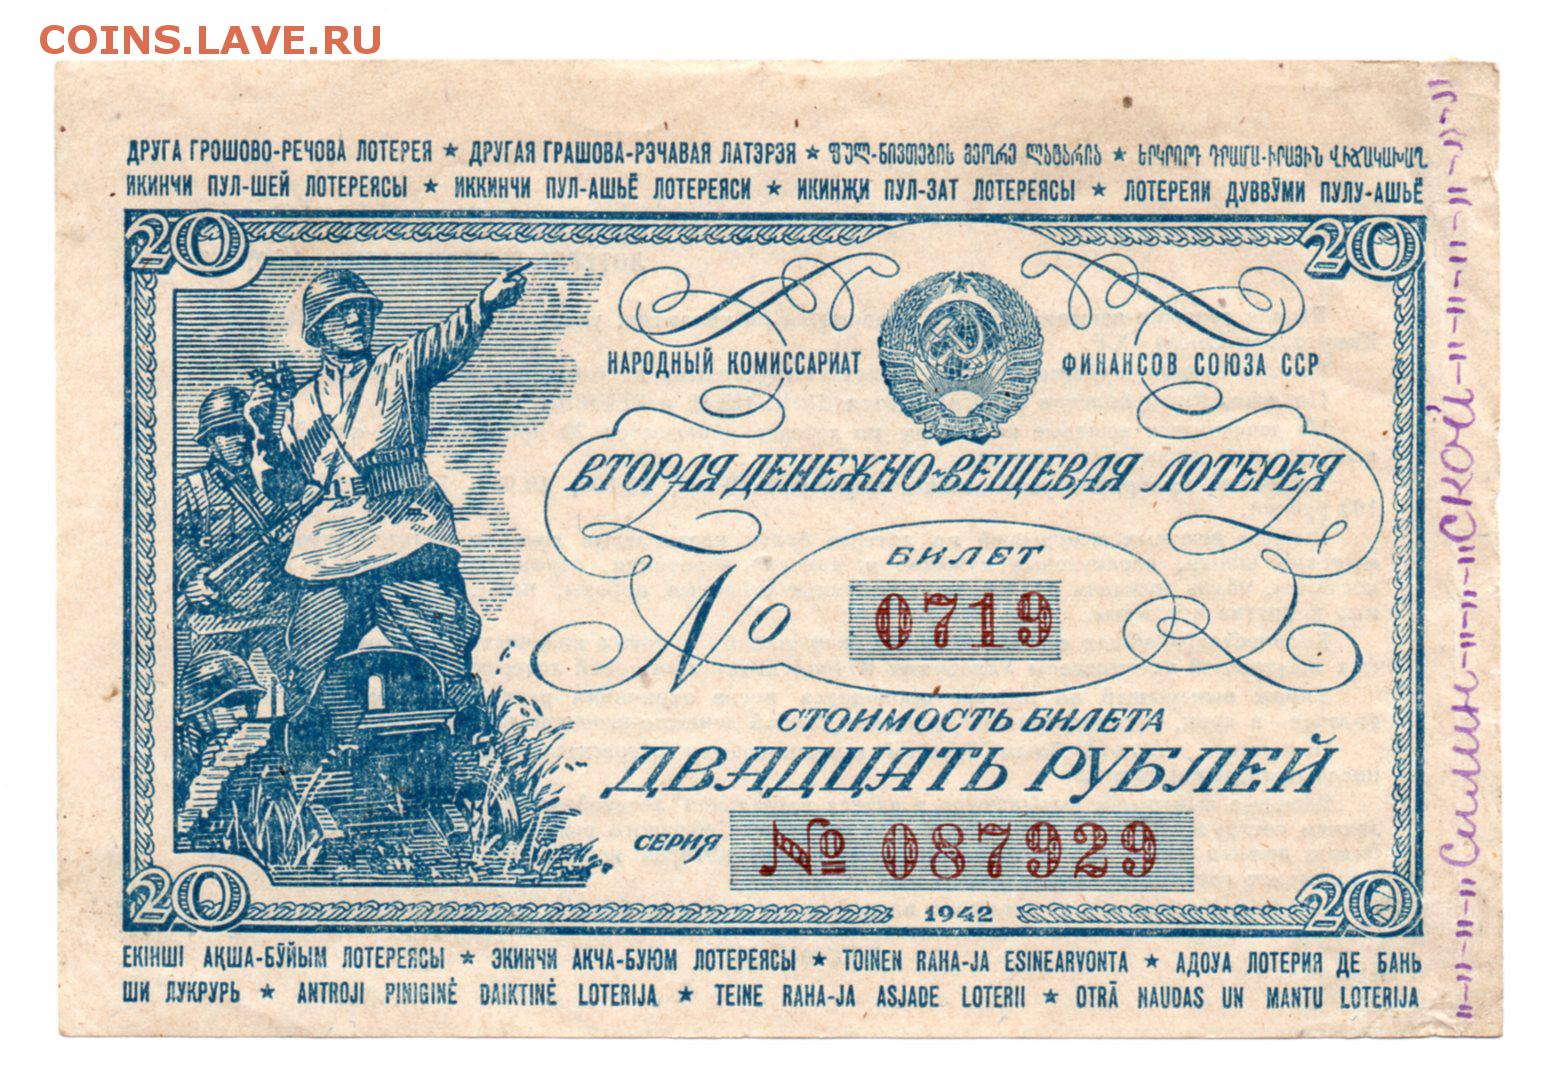 COINS.LAVE.RU
ДРУГА ГРОШОВО-РЕЧОВА ЛОТЕРЕЯ ★ ДРУГАЯ ГРАШОВА-РЭЧАВАЯ ЛАТЭРЭЯ ★ ՖՈՒԼ
ИКИНЧИ ПУЛ-ШЕЙ ЛОТЕРЕЯСЫ ★ ИККИНЧИ ПУЛ-АШЬЁ ЛОТЕРЕЯСИ ★ ИКИНҖИ ПУЛ-ЗАТ ЛОТЕРЕЯСЫ ★ ЛОТЕРЕЯИ ДУВВӮМИ ПУЛУ-АШЬЁ
20 20
НАРОДНЫЙ КОМИССАРИАТ ФИНАНСОВ СОЮЗА ССР
ВТОРАЯ ДЕНЕЖНО-ВЕЩЕВАЯ ЛОТЕРЕЯ
БИЛЕТ
№ 0719
СТОИМОСТЬ БИЛЕТА
ДВАДЦАТЬ РУБЛЕЙ
СЕРИЯ № 087929
20 1942 20
ЕКІНШІ АҚША-БҰЙЫМ ЛОТЕРЕЯСЫ ★ ЭКИНЧИ АКЧА-БУЮМ ЛОТЕРЕЯСЫ ★ TOINEN RAHA-JA ESINEARVONTA ★ АДОУА ЛОТЕРИЯ ДЕ БАНЬ
ШИ ЛУКРУРЬ ★ ANTROJI PINIGINĖ DAIKTINĖ LOTERIJA ★ TEINE RAHA-JA ASJADE LOTERII ★ OTRĀ NAUDAS UN MANTU LOTERIJA